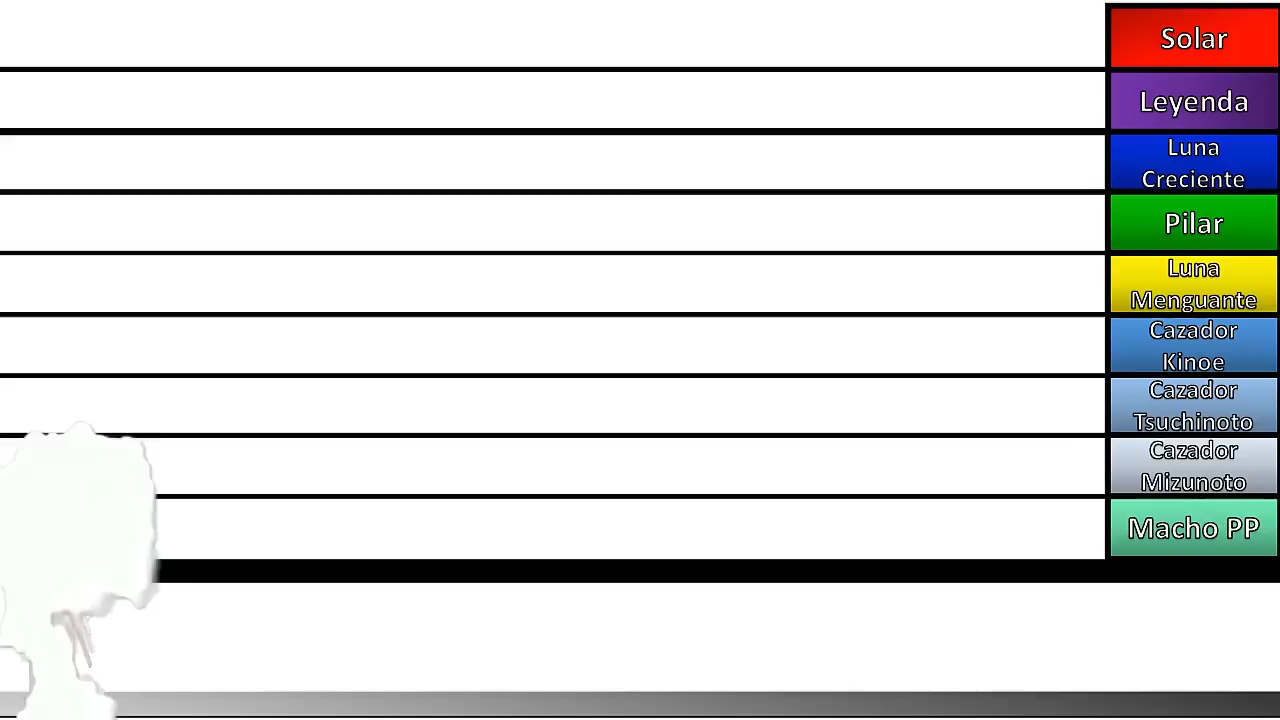 Solar
Leyenda
Luna
Creciente
Pilar
Luna
Menguante
Cazador
Kinoe
Cazador
Tsuchinoto
Cazador
Mizunoto
Macho PP